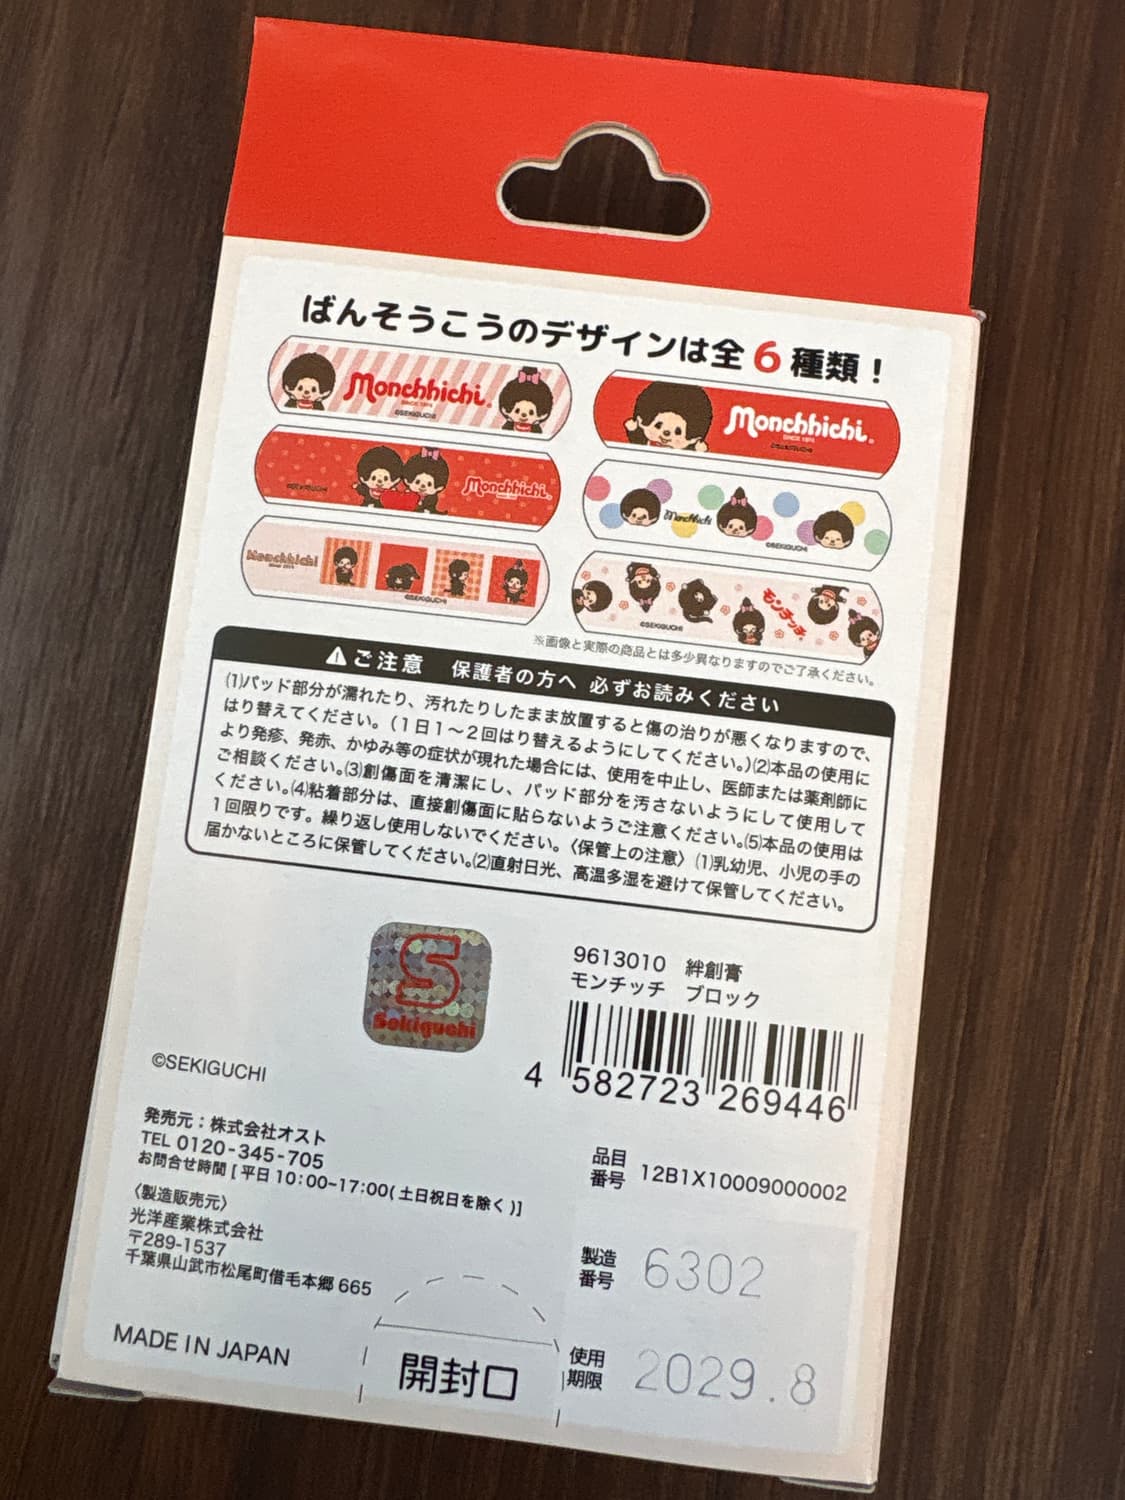 ばんそうこうのデザインは全6種類！
Monchhichi®
SINCE 1974
©SEKIGUCHI
Monchhichi®
SINCE 1974
©SEKIGUCHI
©SEKIGUCHI
Monchhichi®
Monchhichi
©SEKIGUCHI
Monchhichi
SINCE 1974
©SEKIGUCHI
©SEKIGUCHI
モンチッチ®
※画像と実際の商品とは多少異なりますのでご了承ください。
⚠ご注意 保護者の方へ 必ずお読みください
⑴パッド部分が濡れたり、汚れたりしたまま放置すると傷の治りが悪くなりますので、
はり替えてください。(1日1〜2回はり替えるようにしてください。)⑵本品の使用に
より発疹、発赤、かゆみ等の症状が現れた場合には、使用を中止し、医師または薬剤師に
ご相談ください。⑶創傷面を清潔にし、パッド部分を汚さないようにして使用して
ください。⑷粘着部分は、直接創傷面に貼らないようご注意ください。⑸本品の使用は
1回限りです。繰り返し使用しないでください。〈保管上の注意〉⑴乳幼児、小児の手の
届かないところに保管してください。⑵直射日光、高温多湿を避けて保管してください。
S
Sekiguchi
9613010 絆創膏
モンチッチ ブロック
4 582723 269446
©SEKIGUCHI
発売元：株式会社オスト
TEL 0120-345-705
お問合せ時間[平日10:00-17:00(土日祝日を除く)]
〈製造販売元〉
光洋産業株式会社
〒289-1537
千葉県山武市松尾町借毛本郷665
MADE IN JAPAN
品目番号 12B1X10009000002
製造番号 6302
使用期限 2029.8
開封口